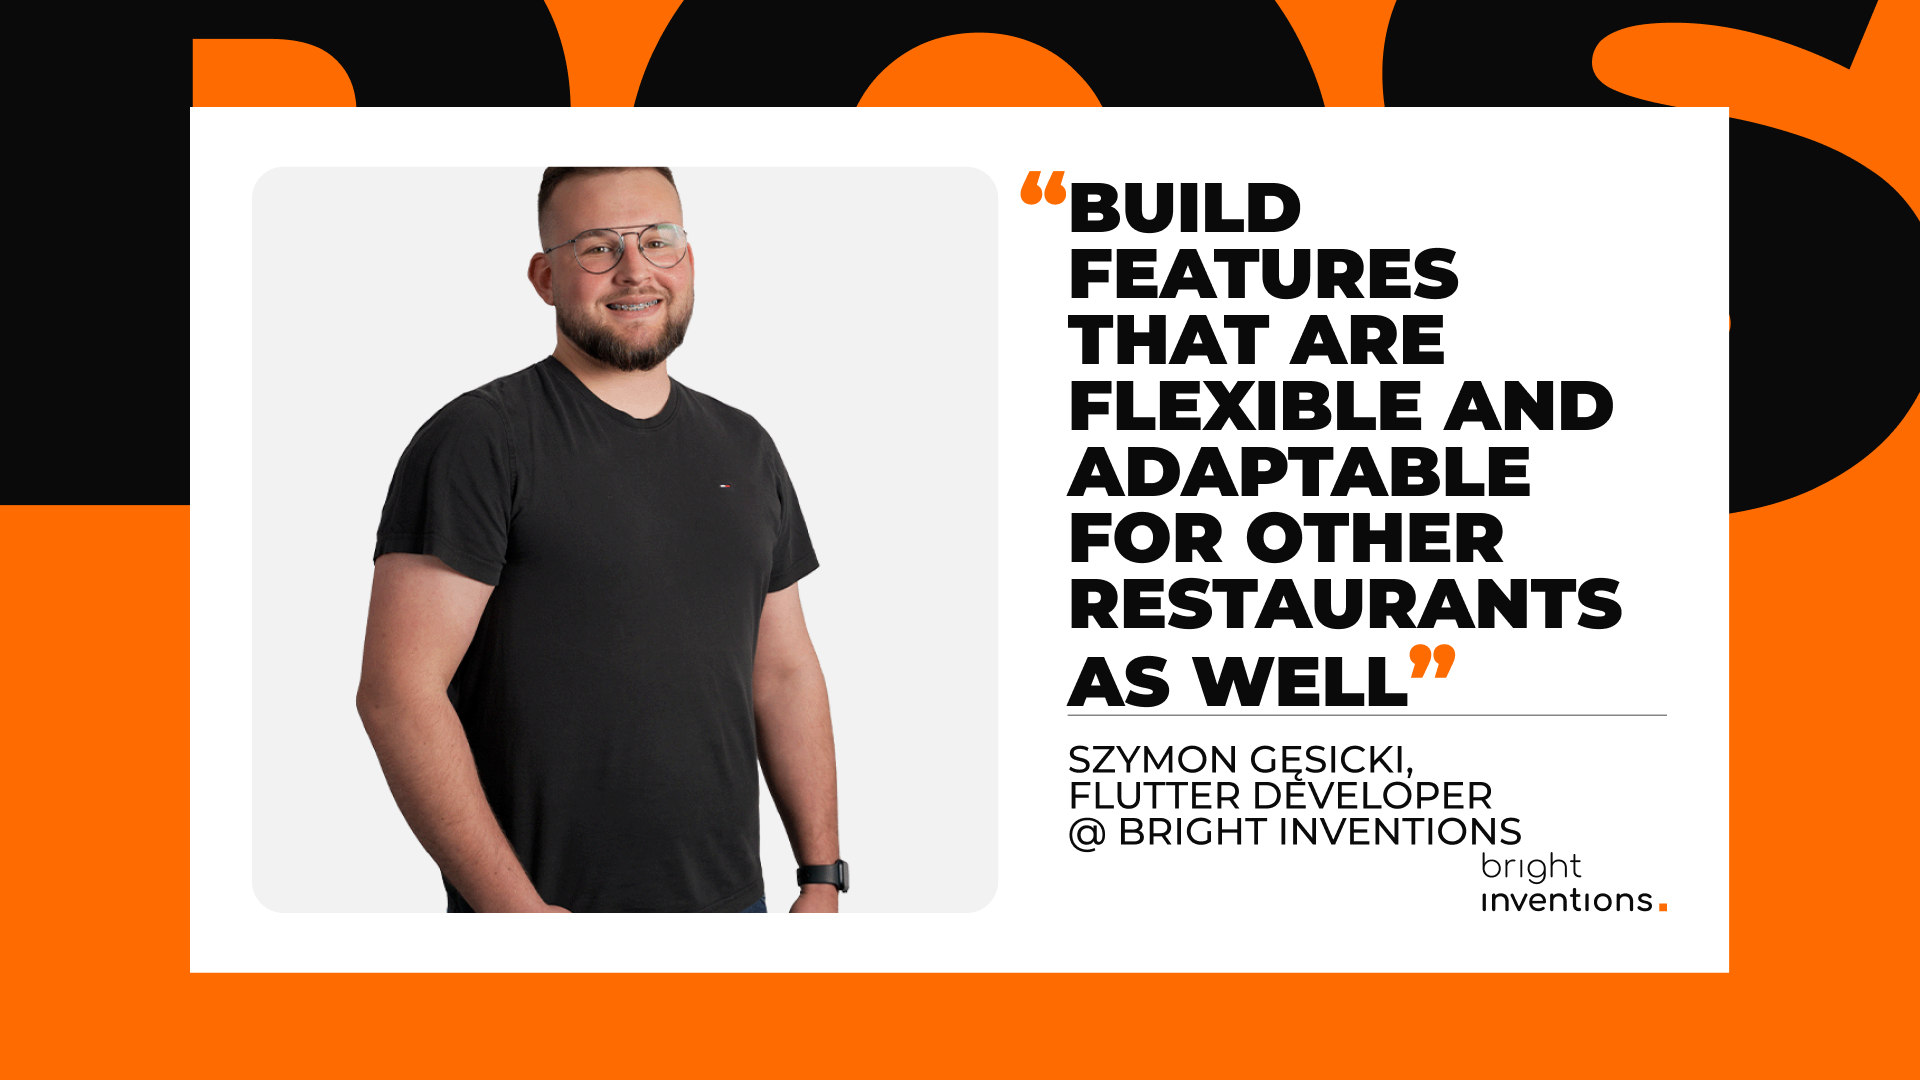 POS
“BUILD
FEATURES
THAT ARE
FLEXIBLE AND
ADAPTABLE
FOR OTHER
RESTAURANTS
AS WELL”
SZYMON GĘSICKI,
FLUTTER DEVELOPER
@ BRIGHT INVENTIONS
bright
inventions.